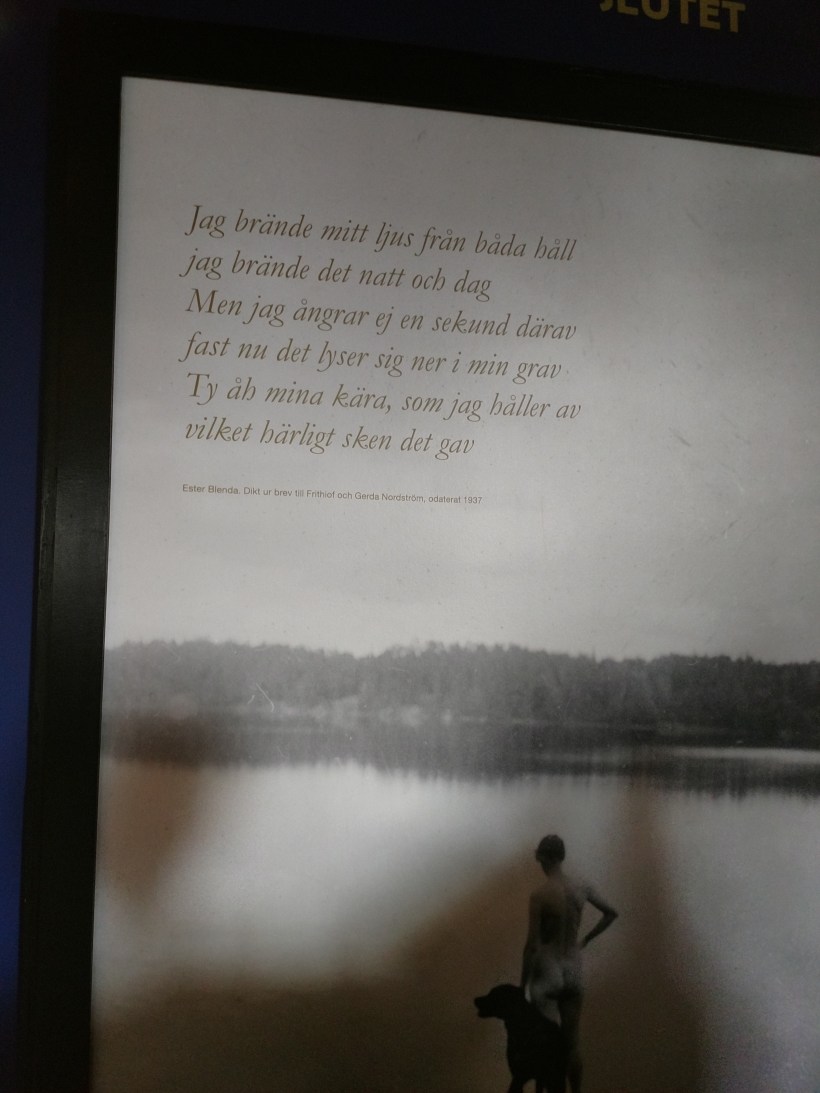 Jag brände mitt ljus från båda håll
jag brände det natt och dag
Men jag ångrar ej en sekund därav
fast nu det lyser sig ner i min grav
Ty åh mina kära, som jag håller av
vilket härligt sken det gav
Ester Blenda. Dikt ur brev till Frithiof och Gerda Nordström, odaterat 1937